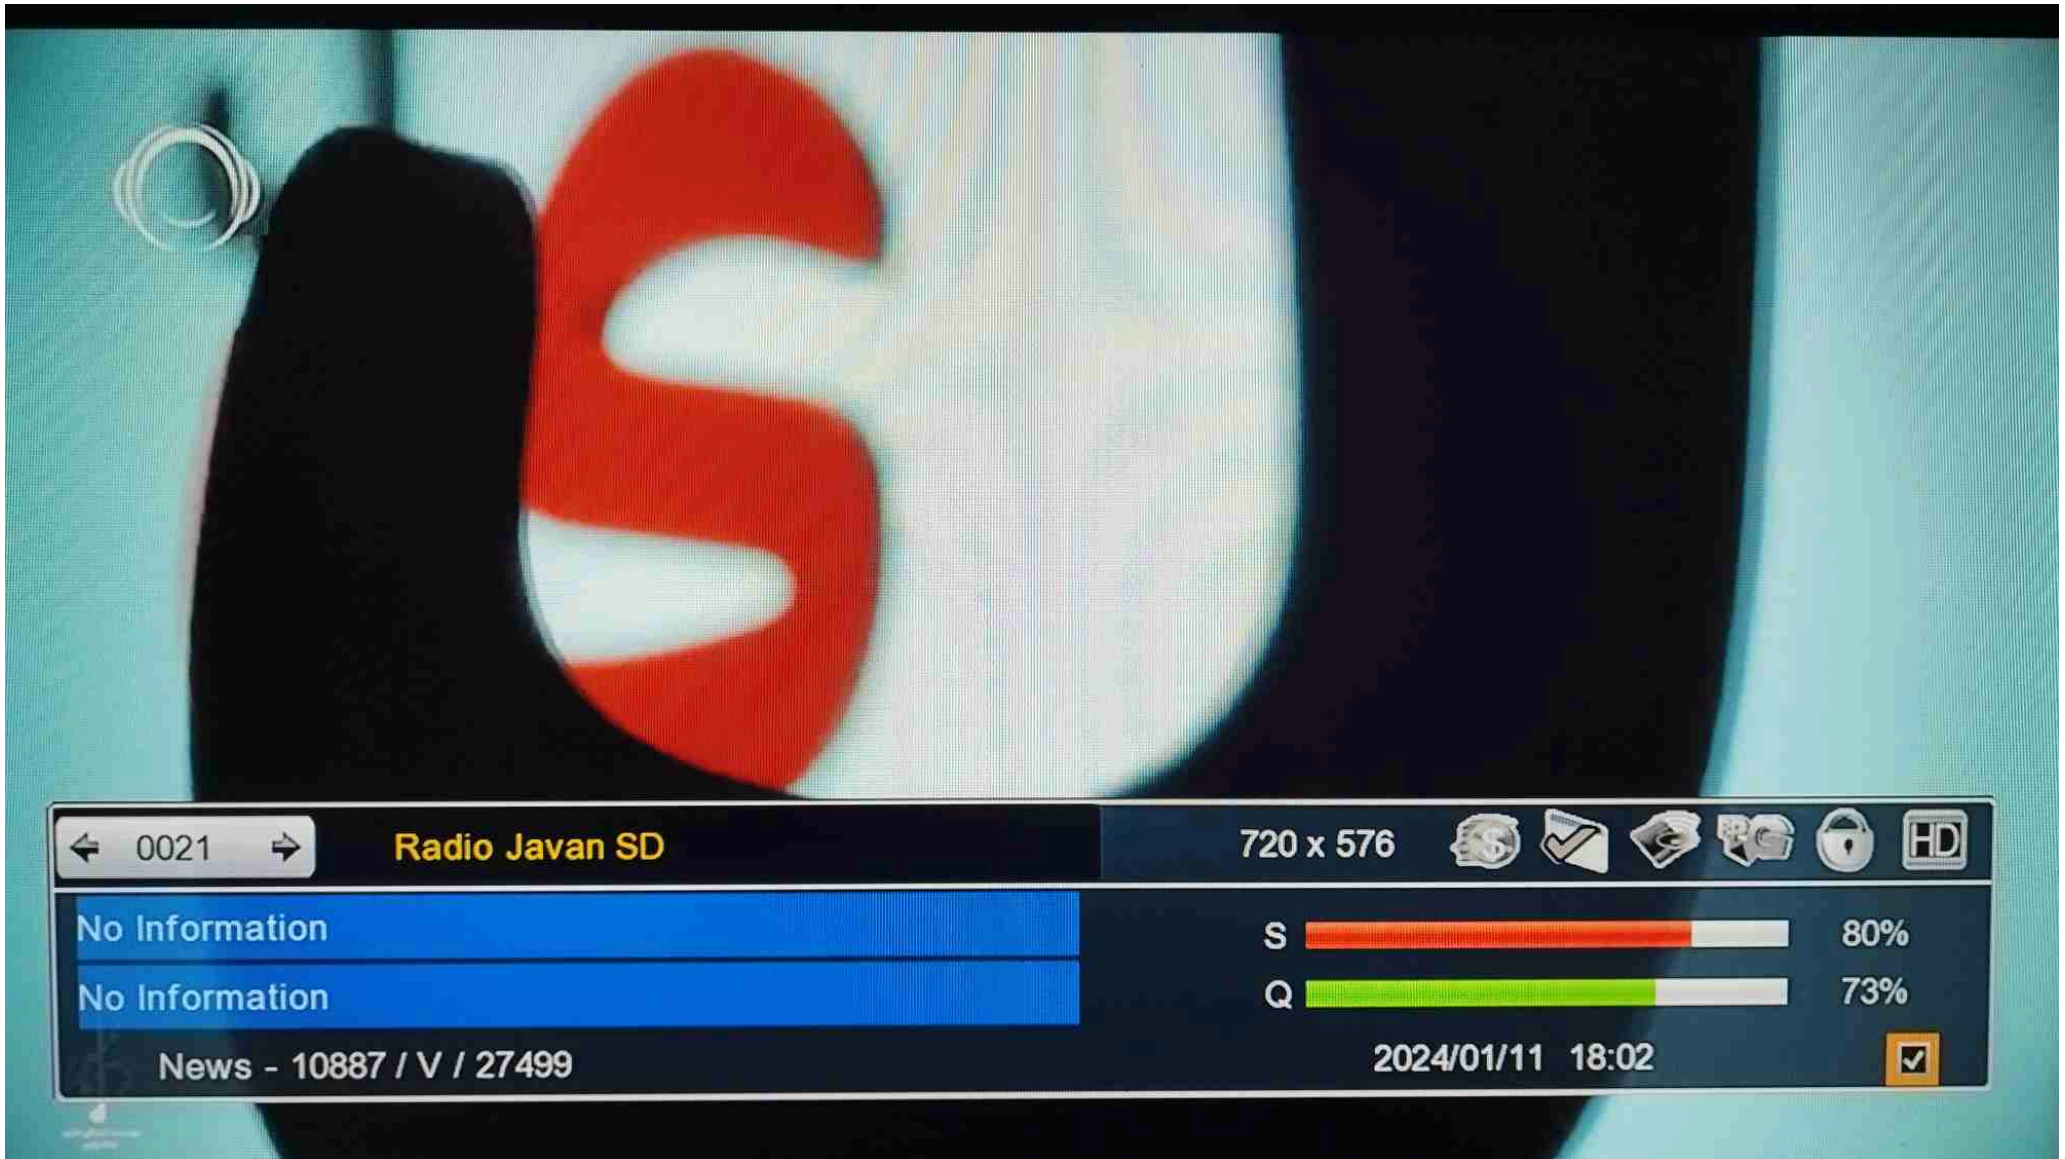 S
0021
Radio Javan SD
720 x 576
HD
No Information
No Information
S 80%
Q 73%
News - 10887 / V / 27499
2024/01/11 18:02